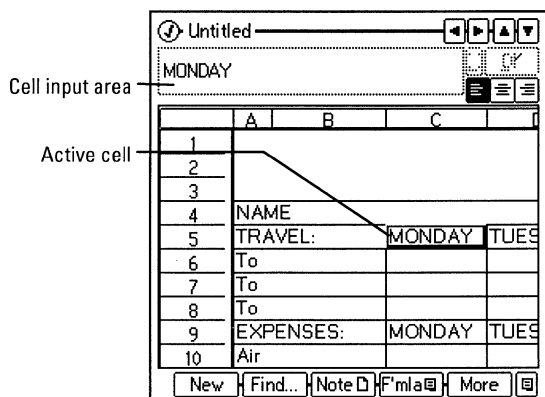 Untitled
MONDAY
OK
Cell input area
A B C D
Active cell
1
2
3
4 NAME
5 TRAVEL: MONDAY TUES
6 To
7 To
8 To
9 EXPENSES: MONDAY TUES
10 Air
New Find... Note F'mla More